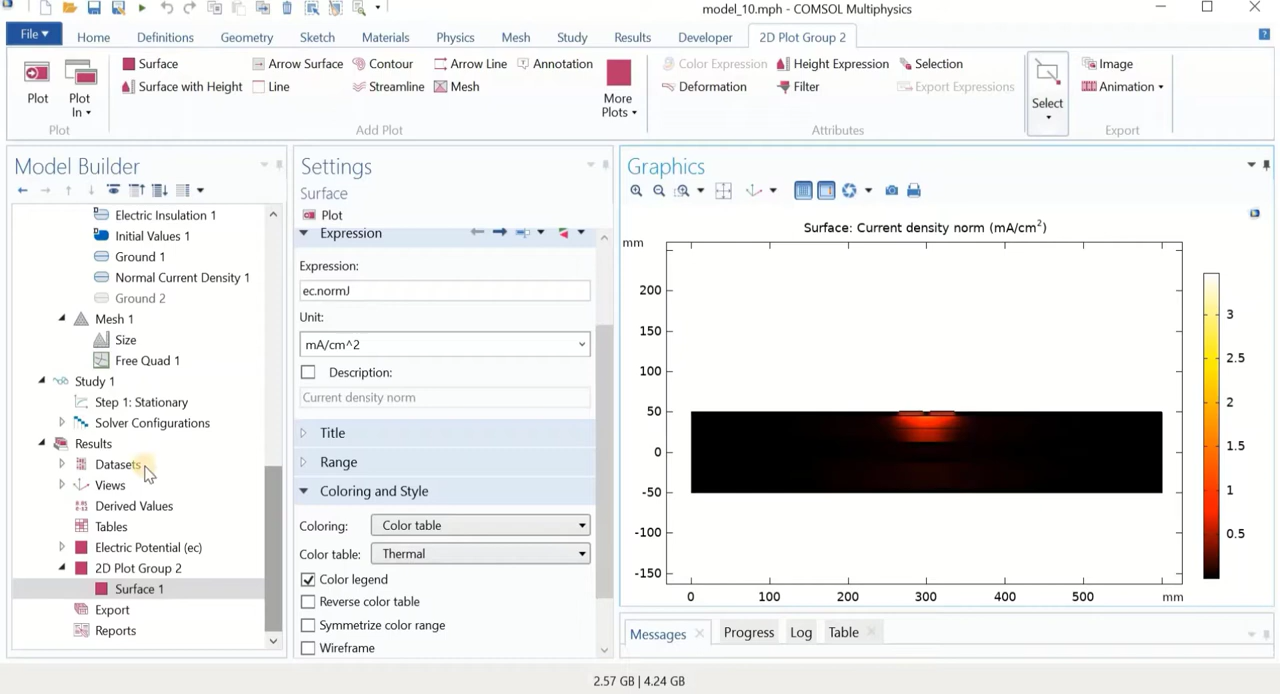 model_10.mph - COMSOL Multiphysics
File Home Definitions Geometry Sketch Materials Physics Mesh Study Results Developer 2D Plot Group 2
Plot
Plot In
Plot
Surface Arrow Surface Contour Arrow Line Annotation
Surface with Height Line Streamline Mesh
More Plots
Add Plot
Color Expression Height Expression Selection
Deformation Filter Export Expressions
Attributes
Select
Image
Animation
Export
Model Builder
Electric Insulation 1
Initial Values 1
Ground 1
Normal Current Density 1
Ground 2
Mesh 1
Size
Free Quad 1
Study 1
Step 1: Stationary
Solver Configurations
Results
Datasets
Views
Derived Values
Tables
Electric Potential (ec)
2D Plot Group 2
Surface 1
Export
Reports
Settings
Surface
Plot
Expression
Expression:
ec.normJ
Unit:
mA/cm^2
Description:
Current density norm
Title
Range
Coloring and Style
Coloring: Color table
Color table: Thermal
Color legend
Reverse color table
Symmetrize color range
Wireframe
Graphics
Surface: Current density norm (mA/cm²)
mm
200
150
100
50
0
-50
-100
-150
0 100 200 300 400 500 mm
3
2.5
2
1.5
1
0.5
Messages Progress Log Table
2.57 GB | 4.24 GB